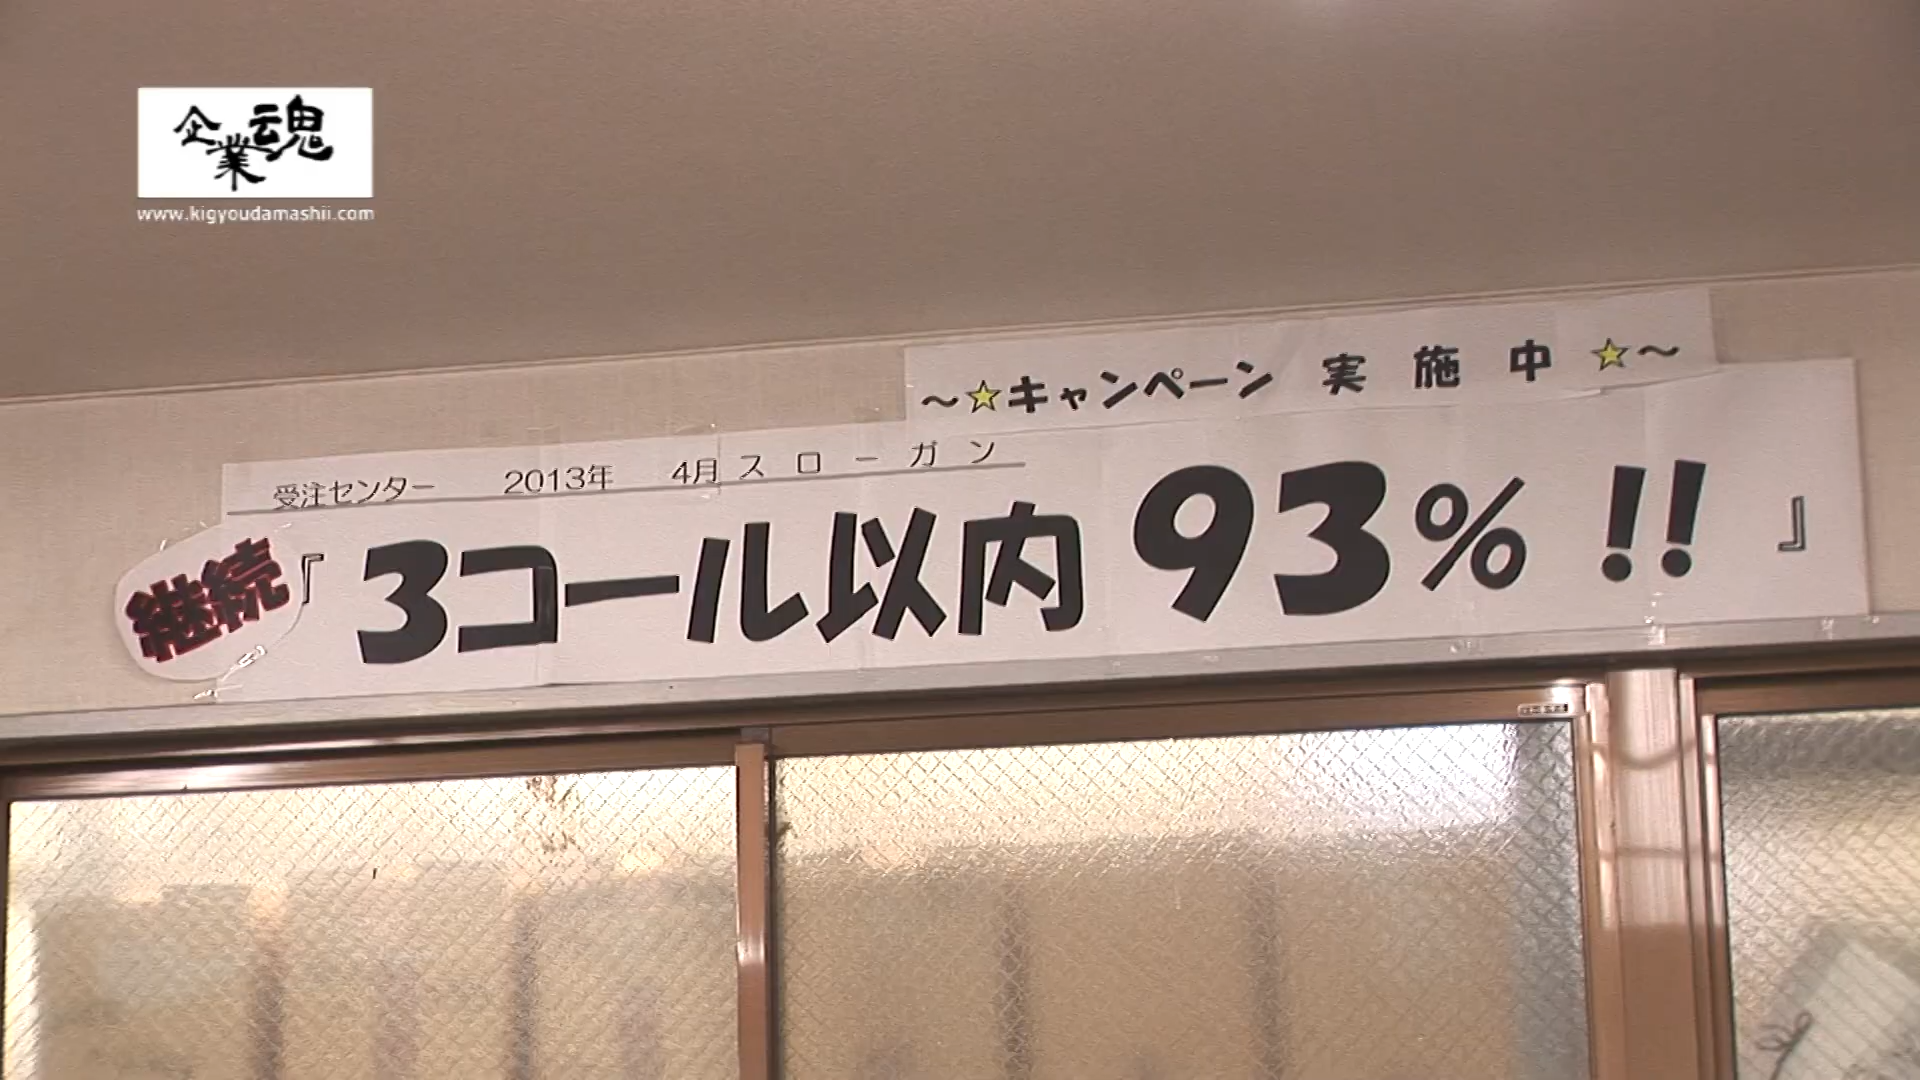 企業魂
www.kigyoudamashii.com
～☆キャンペーン 実 施 中 ☆～
受注センター 2013年 4月 スローガン
継続
『3コール以内93%!!』